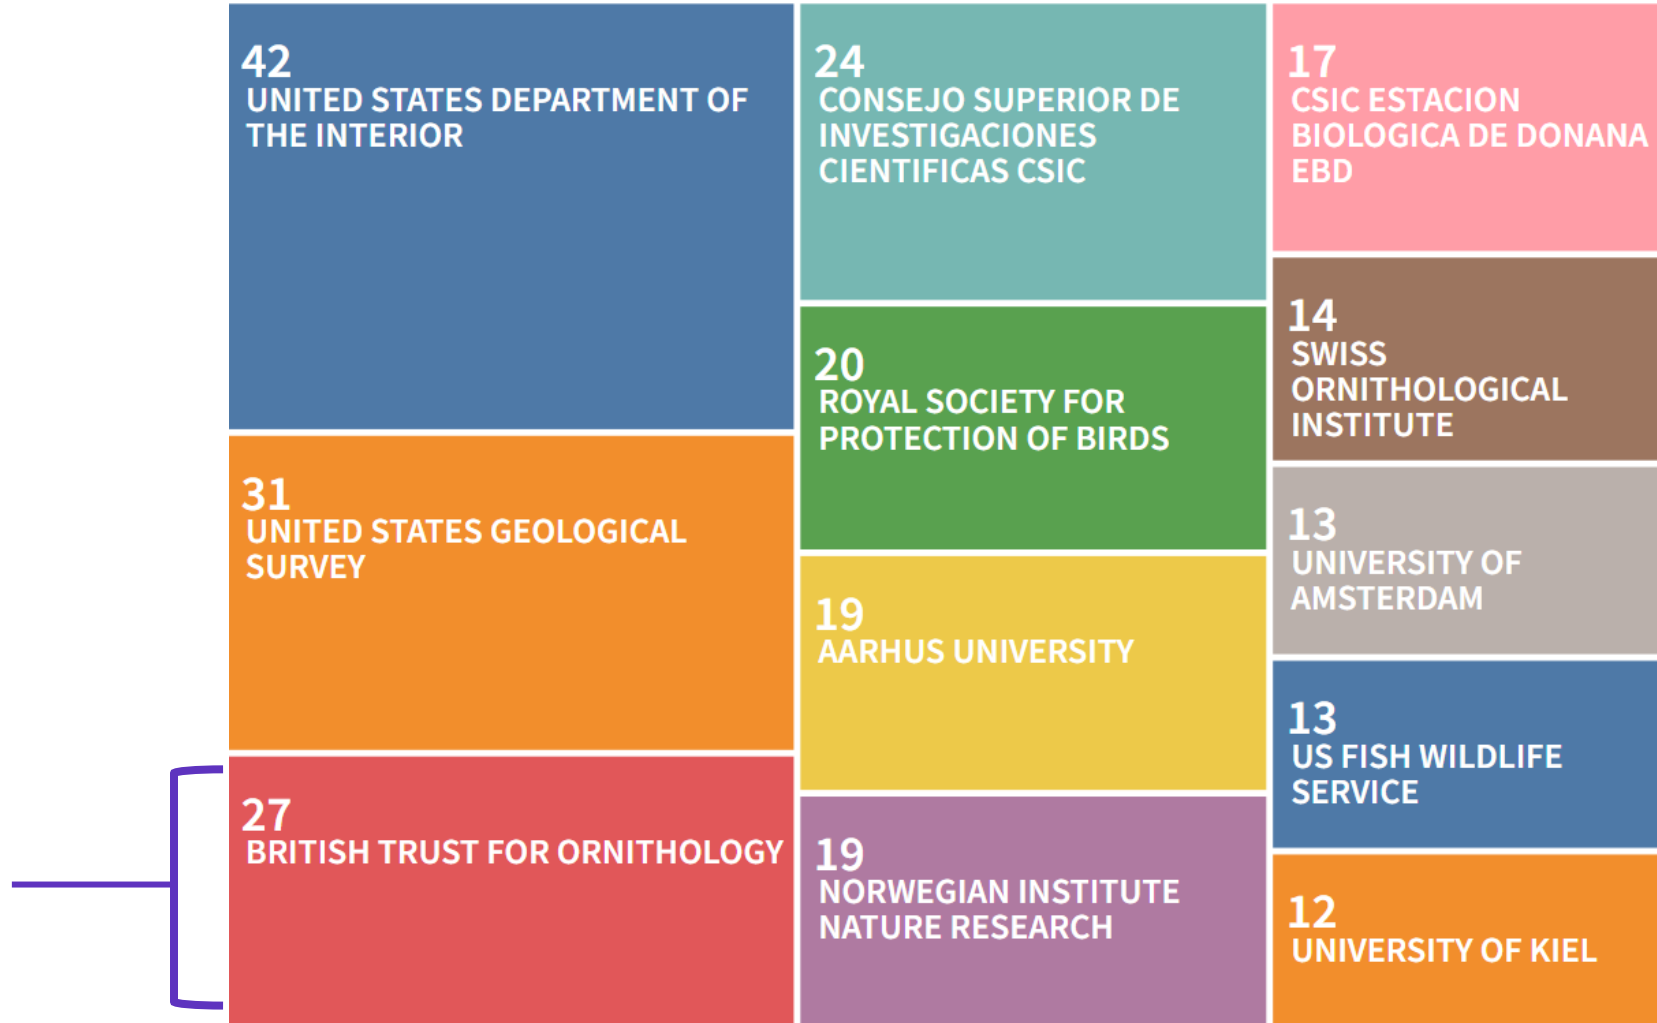 42
UNITED STATES DEPARTMENT OF
THE INTERIOR
31
UNITED STATES GEOLOGICAL
SURVEY
27
BRITISH TRUST FOR ORNITHOLOGY
24
CONSEJO SUPERIOR DE
INVESTIGACIONES
CIENTIFICAS CSIC
20
ROYAL SOCIETY FOR
PROTECTION OF BIRDS
19
AARHUS UNIVERSITY
19
NORWEGIAN INSTITUTE
NATURE RESEARCH
17
CSIC ESTACION
BIOLOGICA DE DONANA
EBD
14
SWISS
ORNITHOLOGICAL
INSTITUTE
13
UNIVERSITY OF
AMSTERDAM
13
US FISH WILDLIFE
SERVICE
12
UNIVERSITY OF KIEL